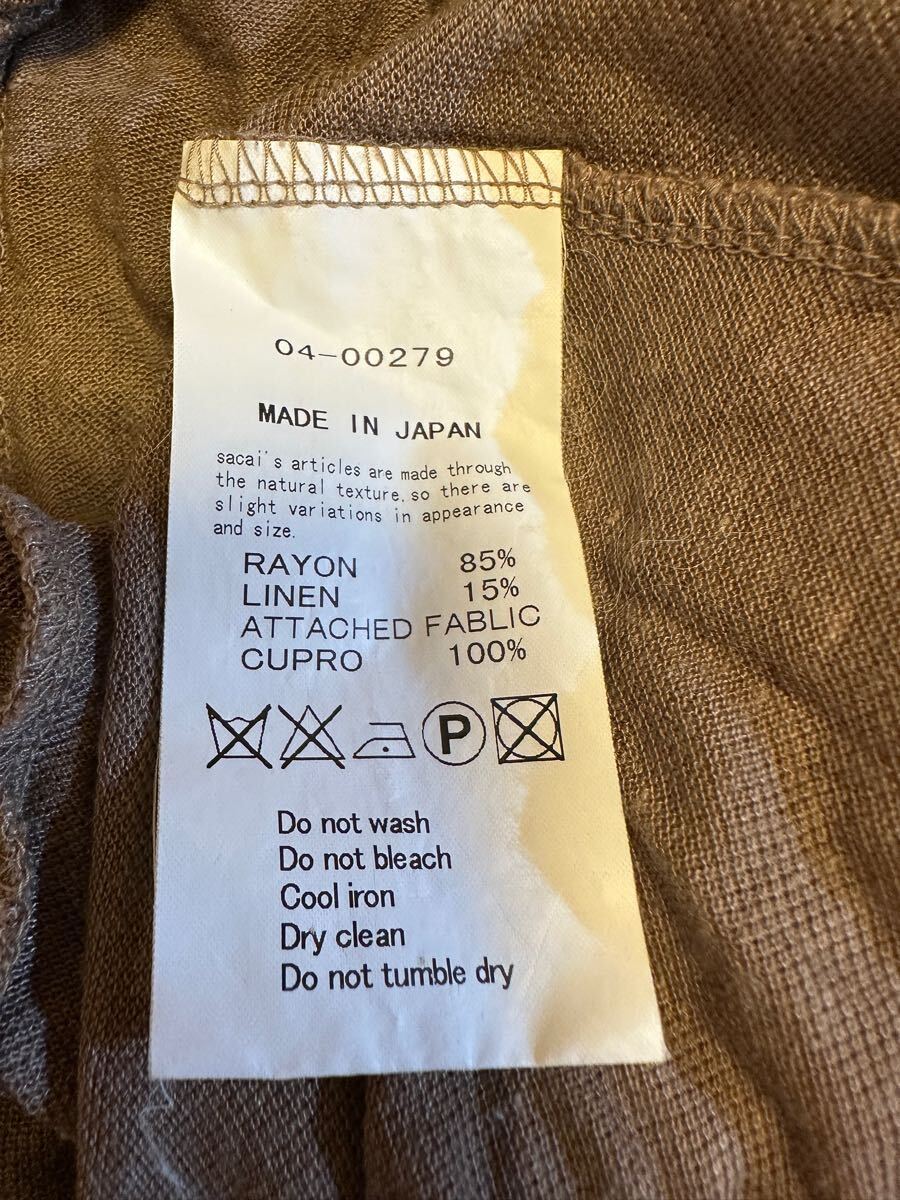 04-00279
MADE IN JAPAN
sacai's articles are made through
the natural texture, so there are
slight variations in appearance
and size.
RAYON 85%
LINEN 15%
ATTACHED FABLIC
CUPRO 100%
P
Do not wash
Do not bleach
Cool iron
Dry clean
Do not tumble dry